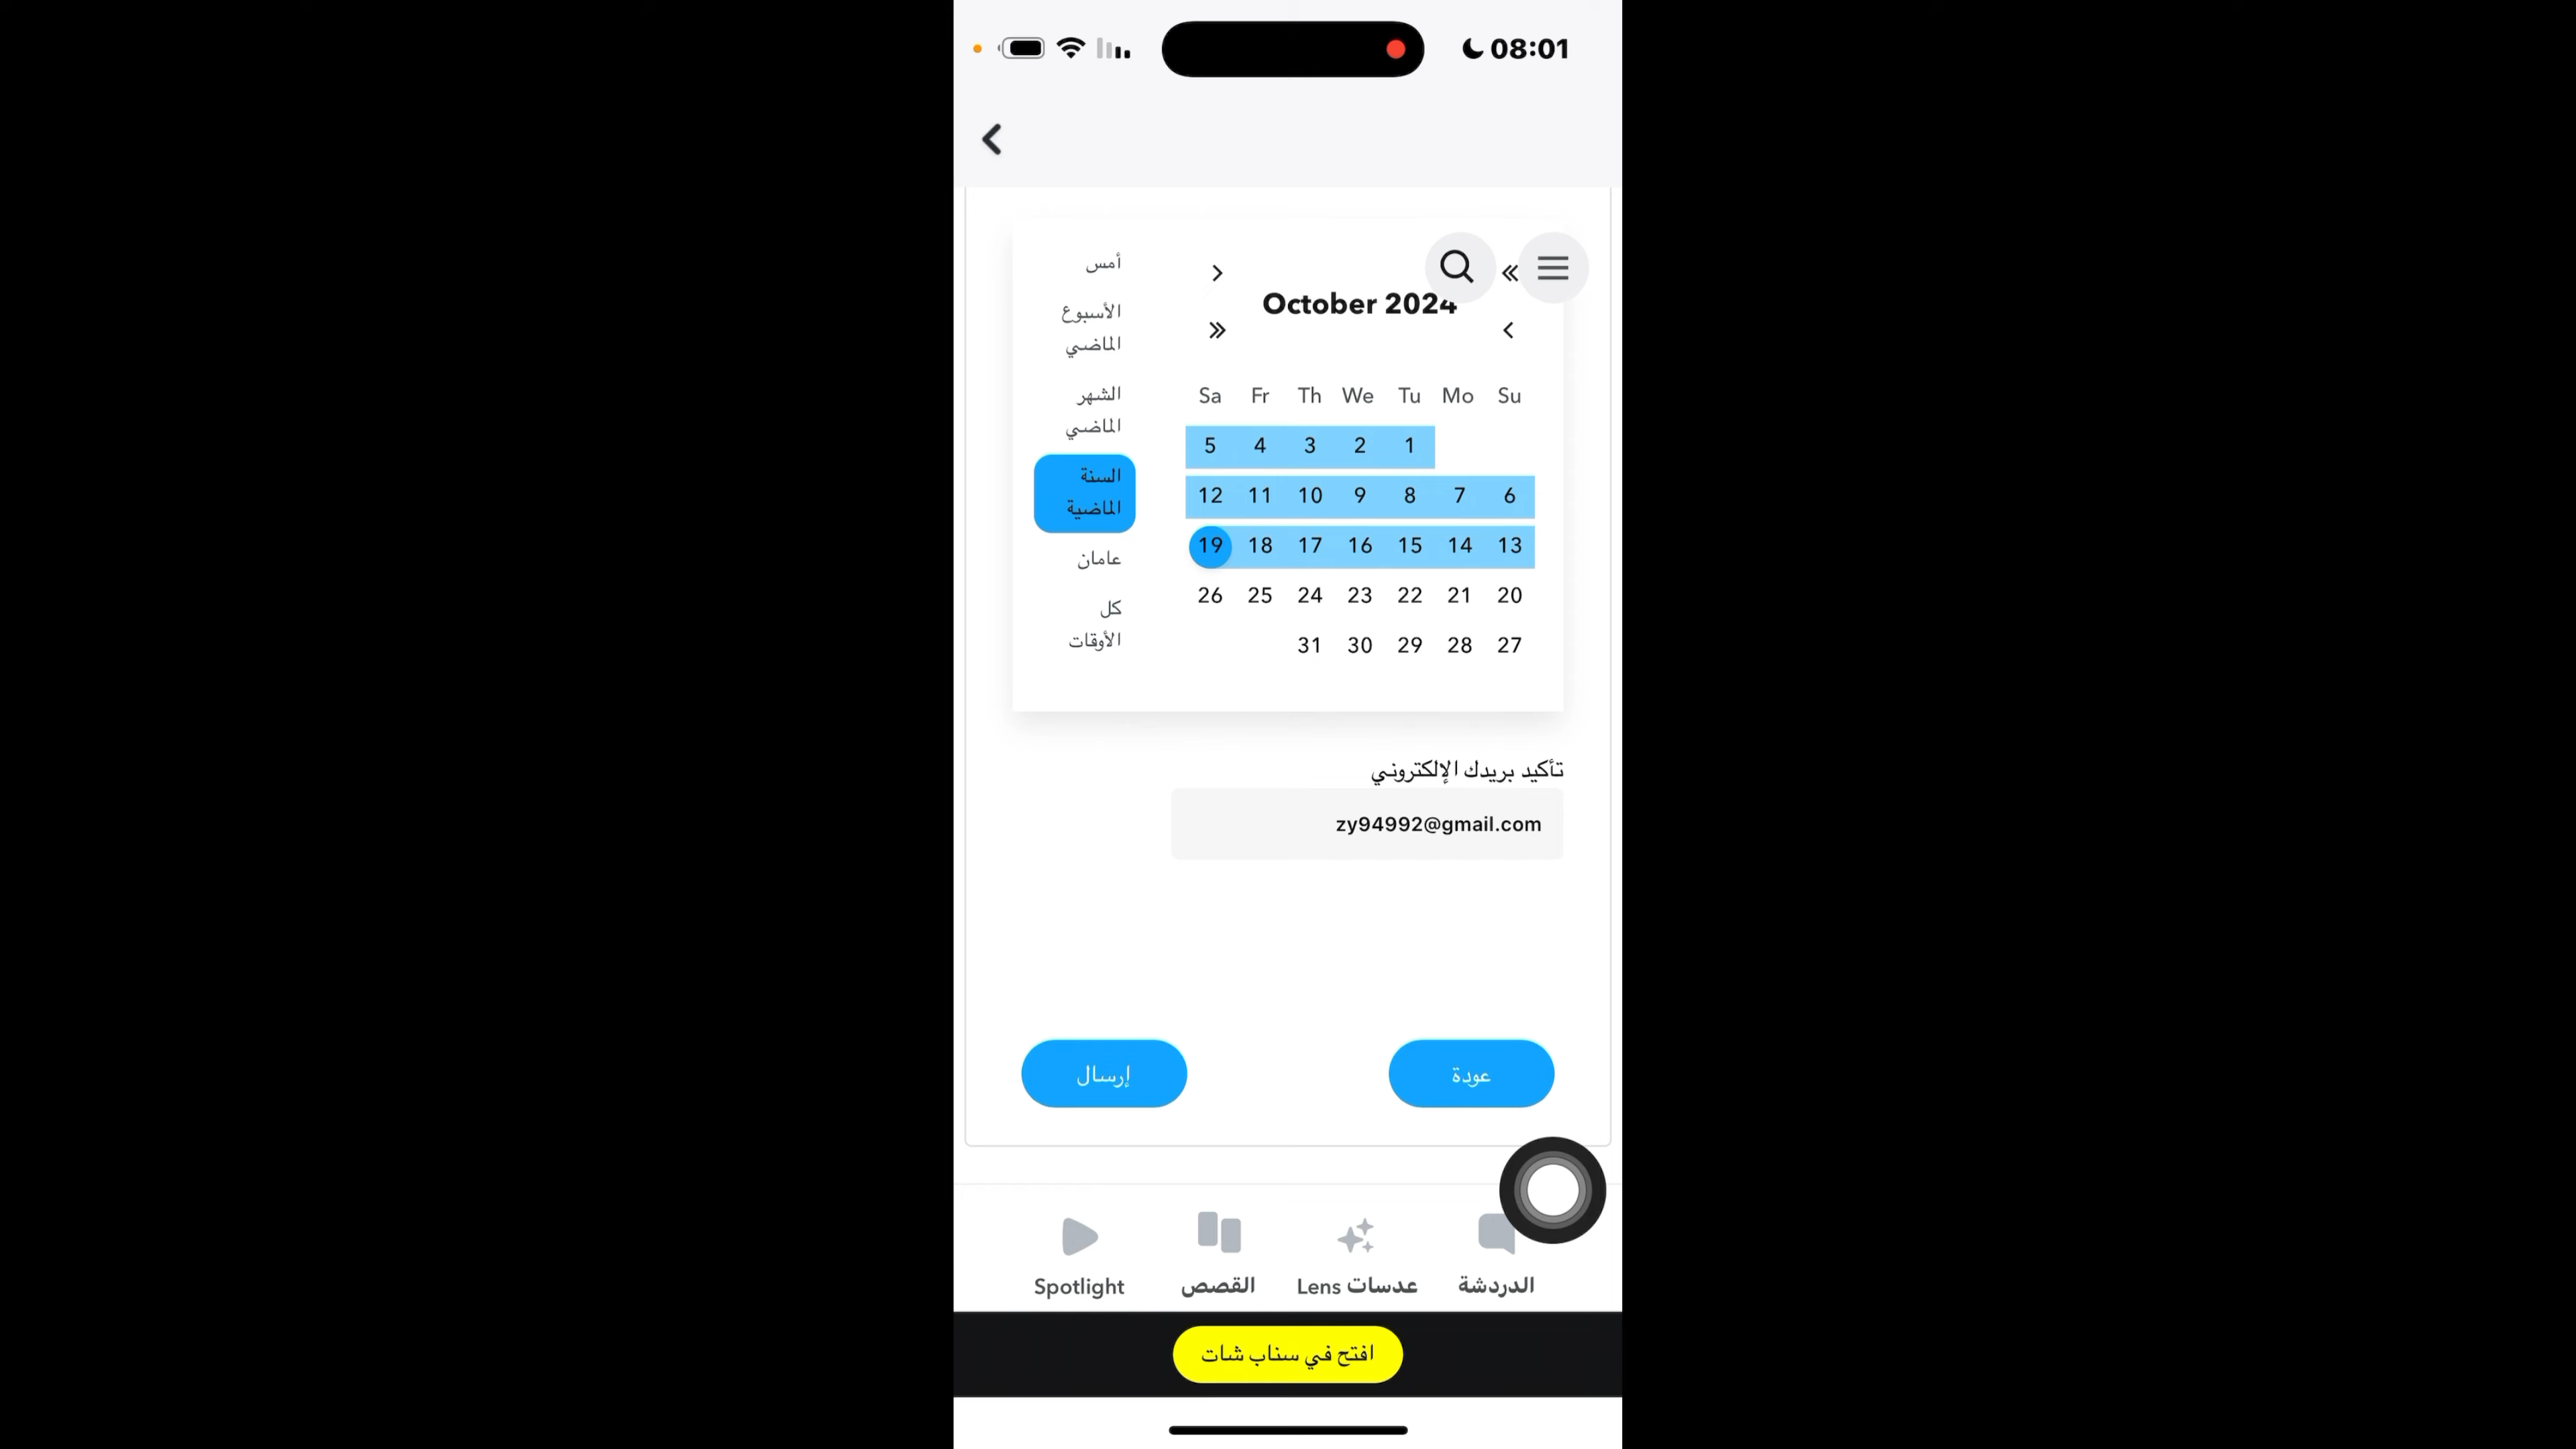 08:01
أمس
الأسبوع
الماضي
الشهر
الماضي
السنة
الماضية
عامان
كل
الأوقات
October 2024
Sa Fr Th We Tu Mo Su
5 4 3 2 1
12 11 10 9 8 7 6
19 18 17 16 15 14 13
26 25 24 23 22 21 20
31 30 29 28 27
تأكيد بريدك الإلكتروني
zy94992@gmail.com
عودة
إرسال
الدردشة
عدسات Lens
القصص
Spotlight
افتح في سناب شات